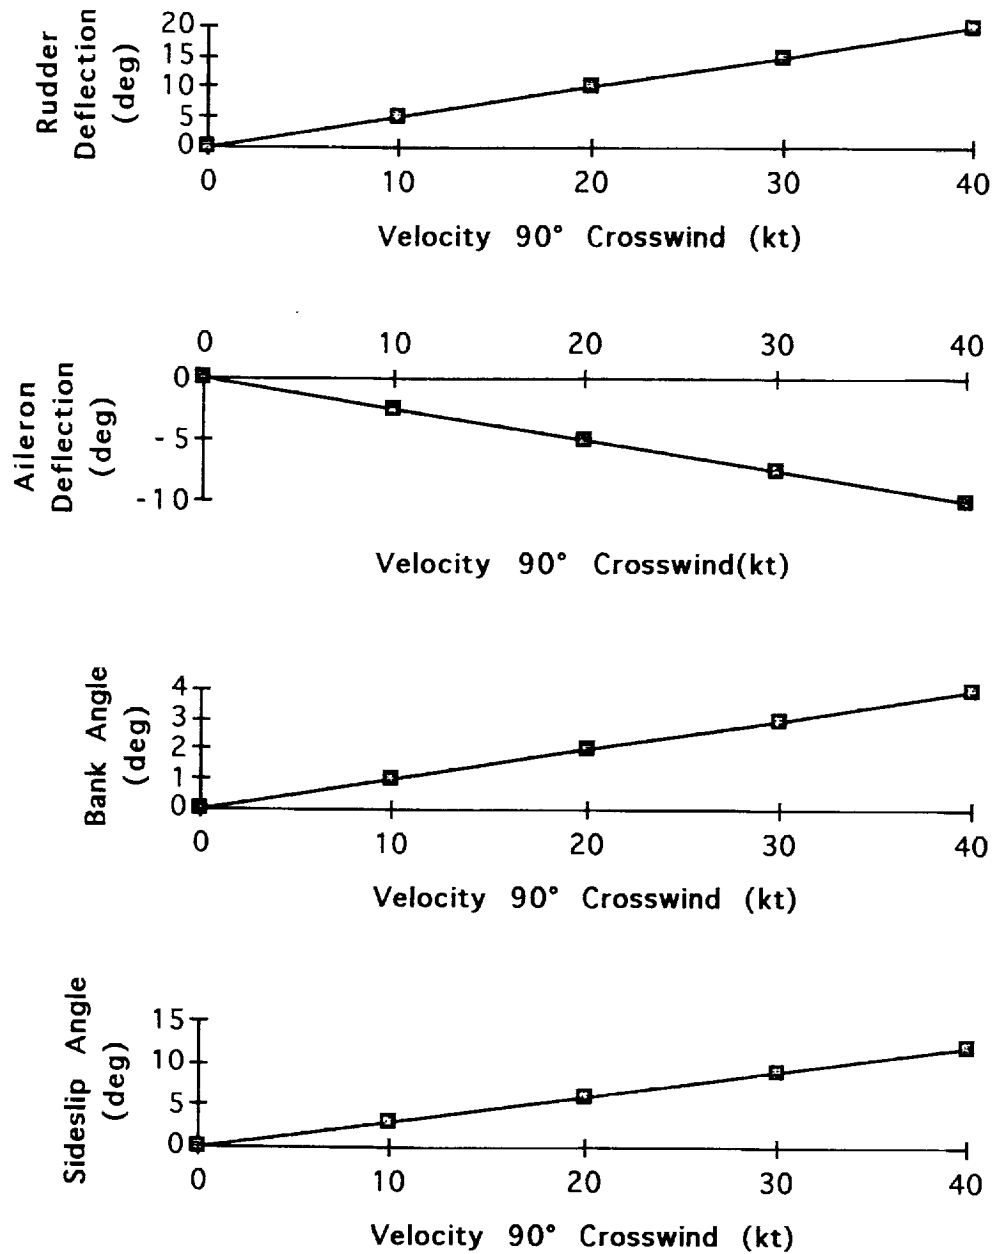 Rudder
Deflection
(deg)
20
15
10
5
0
0 10 20 30 40
Velocity 90° Crosswind (kt)
0 10 20 30 40
Aileron
Deflection
(deg)
0
-5
-10
Velocity 90° Crosswind(kt)
Bank Angle
(deg)
4
3
2
1
0
0 10 20 30 40
Velocity 90° Crosswind (kt)
Sideslip Angle
(deg)
15
10
5
0
0 10 20 30 40
Velocity 90° Crosswind (kt)